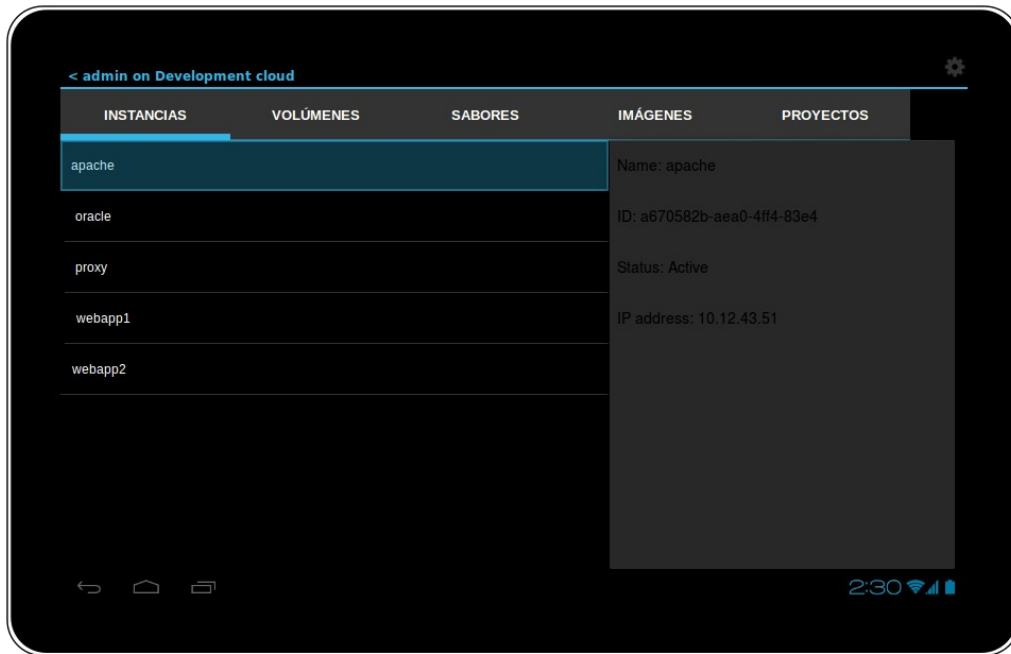 < admin on Development cloud
INSTANCIAS VOLÚMENES SABORES IMÁGENES PROYECTOS
apache
oracle
proxy
webapp1
webapp2
Name: apache
ID: a670582b-aea0-4ff4-83e4
Status: Active
IP address: 10.12.43.51
2:30